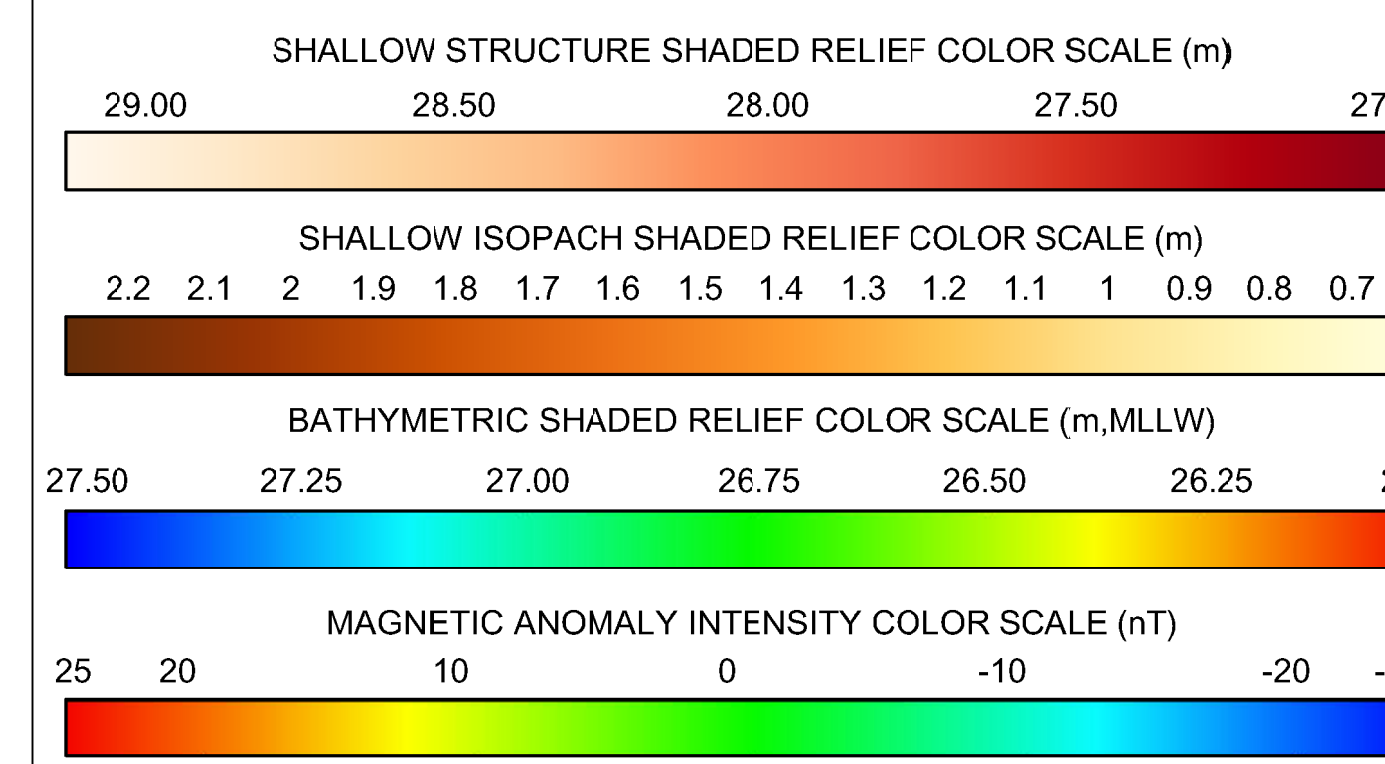 SHALLOW STRUCTURE SHADED RELIEF COLOR SCALE (m)
29.00 28.50 28.00 27.50 27
SHALLOW ISOPACH SHADED RELIEF COLOR SCALE (m)
2.2 2.1 2 1.9 1.8 1.7 1.6 1.5 1.4 1.3 1.2 1.1 1 0.9 0.8 0.7
BATHYMETRIC SHADED RELIEF COLOR SCALE (m,MLLW)
27.50 27.25 27.00 26.75 26.50 26.25
MAGNETIC ANOMALY INTENSITY COLOR SCALE (nT)
25 20 10 0 -10 -20 -